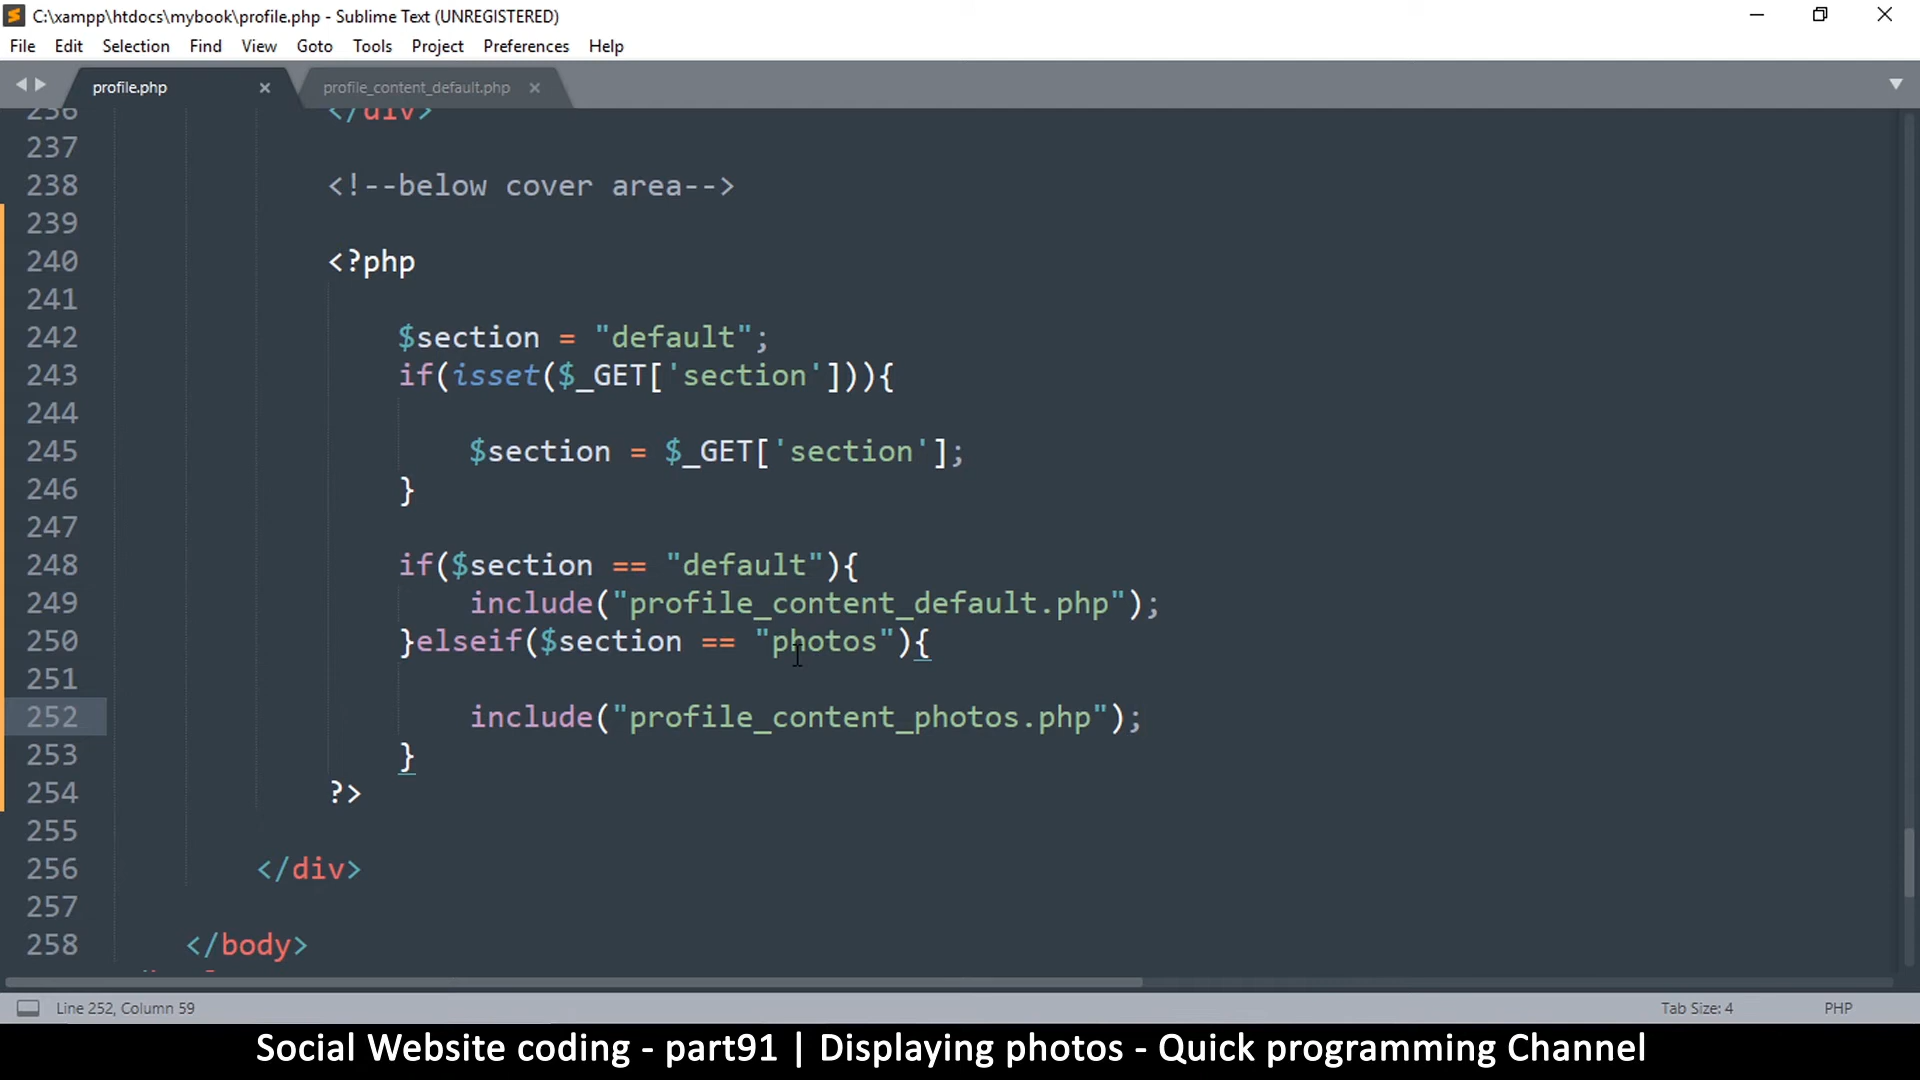 C:\xampp\htdocs\mybook\profile.php - Sublime Text (UNREGISTERED)
File Edit Selection Find View Goto Tools Project Preferences Help
profile.php × profile_content_default.php ×
236 </div>
237
238 <!--below cover area-->
239
240 <?php
241
242 $section = "default";
243 if(isset($_GET['section'])){
244
245 $section = $_GET['section'];
246 }
247
248 if($section == "default"){
249 include("profile_content_default.php");
250 }elseif($section == "photos"){
251
252 include("profile_content_photos.php");
253 }
254 ?>
255
256 </div>
257
258 </body>
Line 252, Column 59 Tab Size: 4 PHP
Social Website coding - part91 | Displaying photos - Quick programming Channel